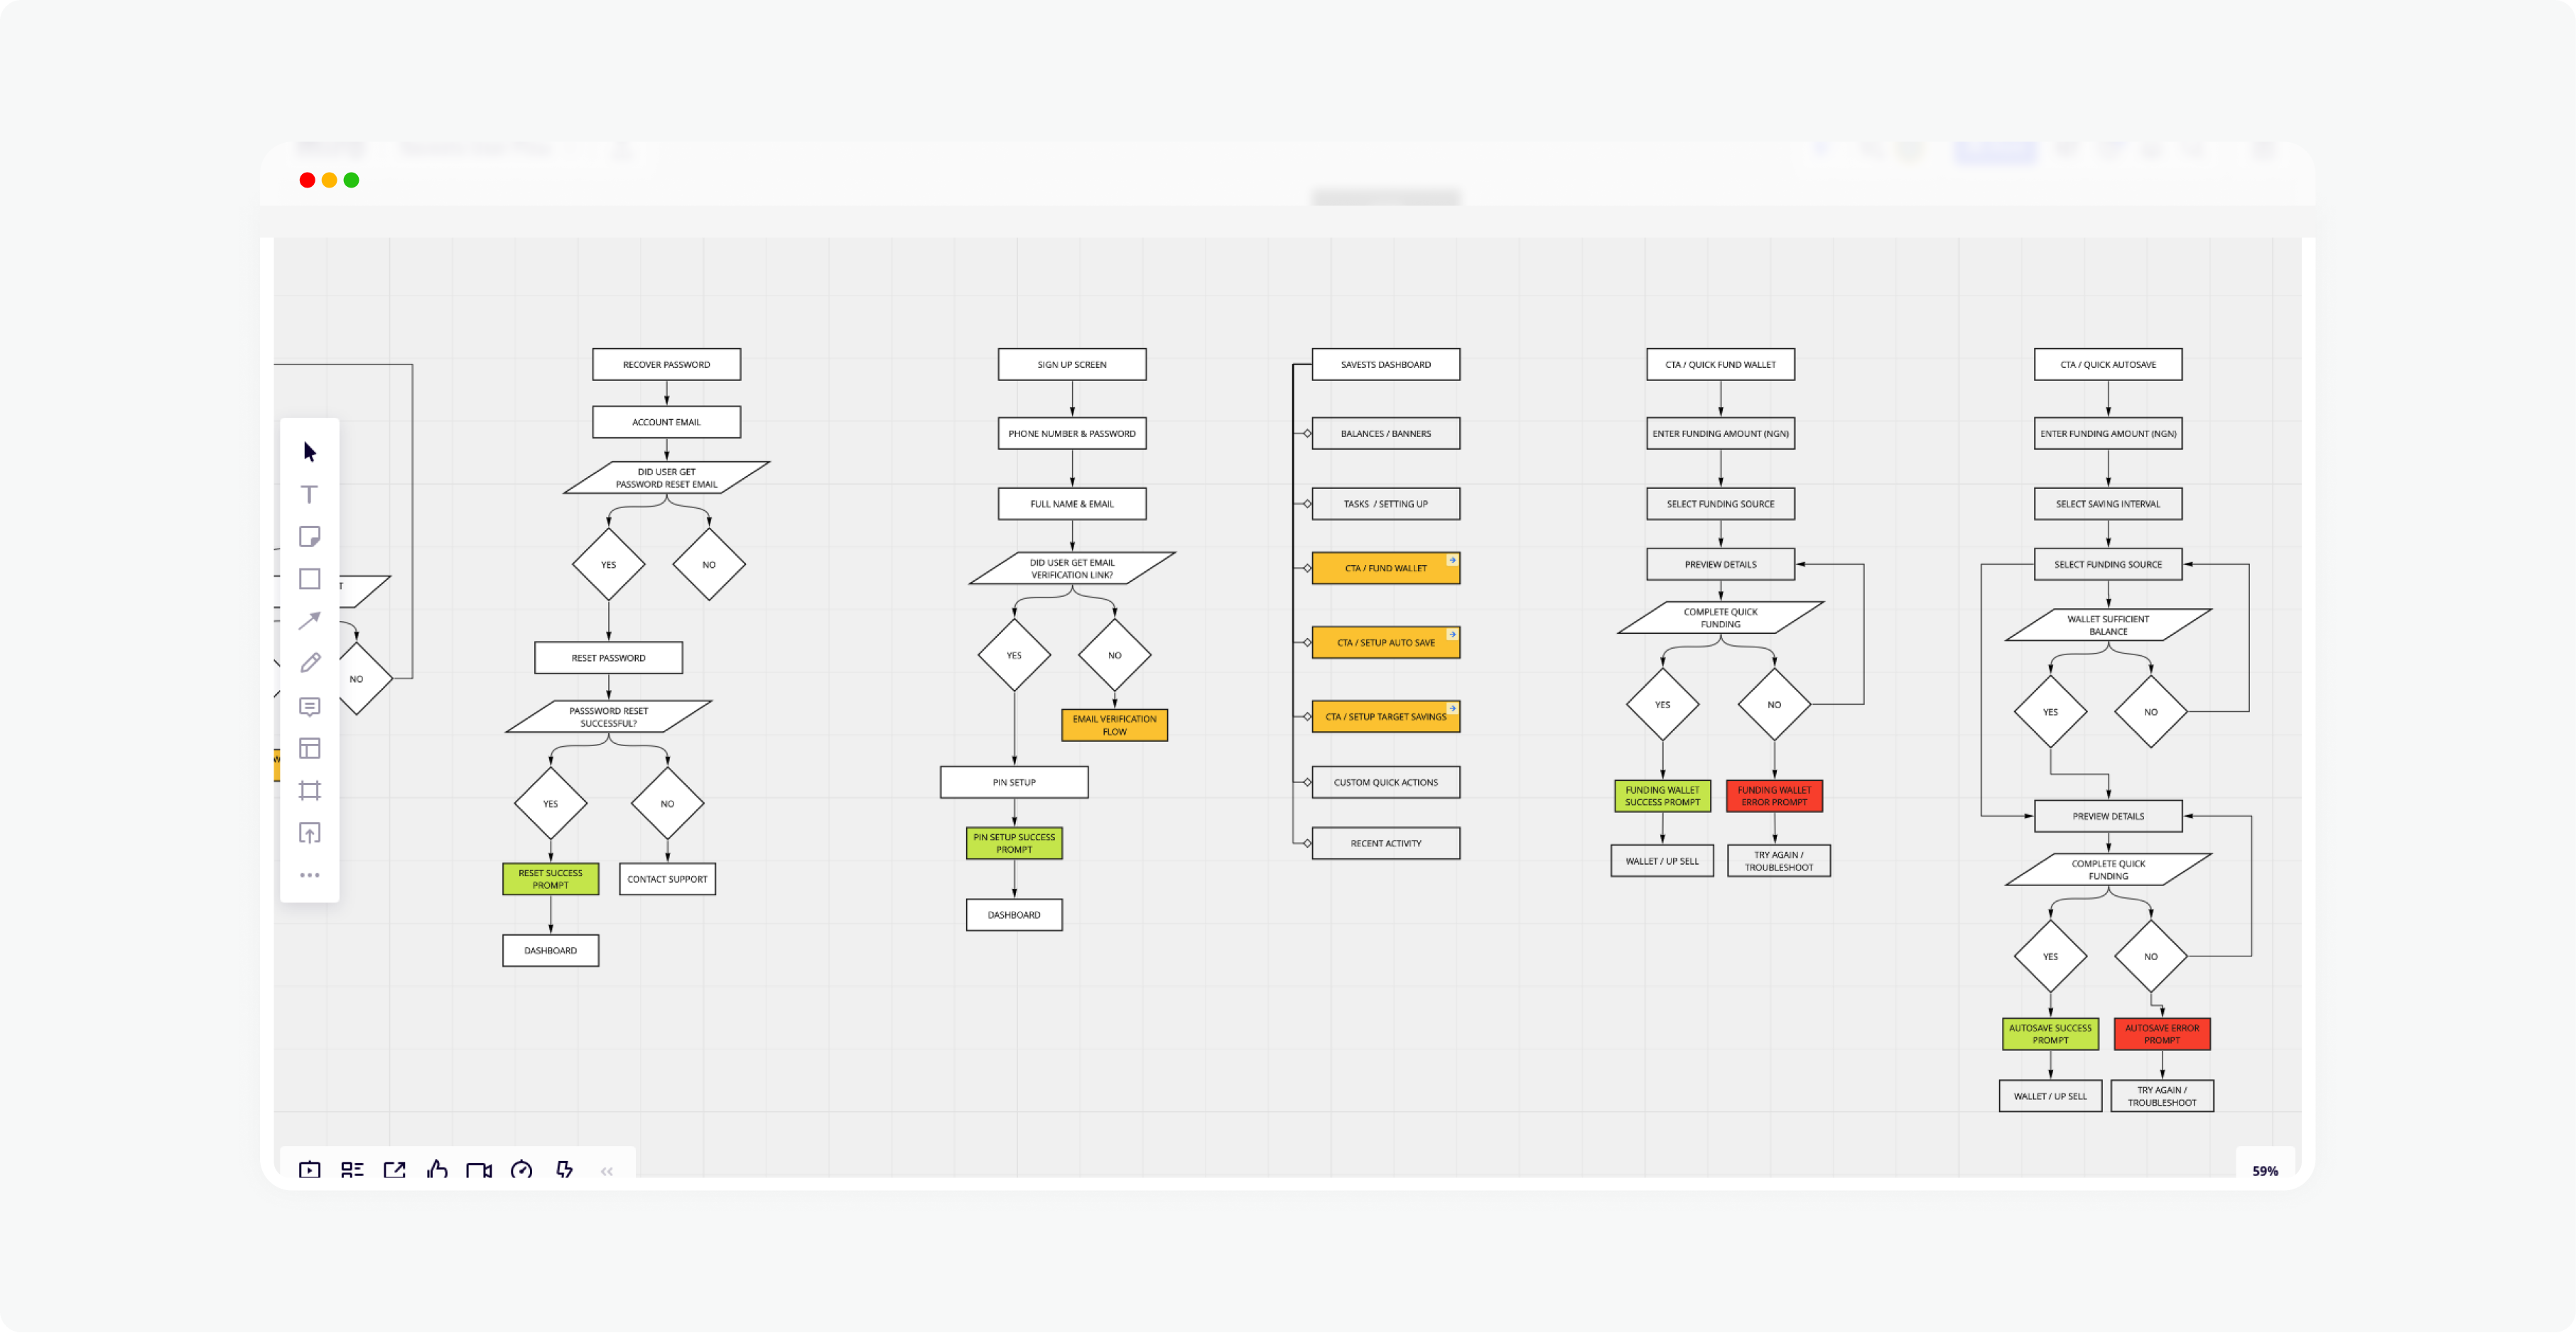 T
NO
W
RECOVER PASSWORD
ACCOUNT EMAIL
DID USER GET
PASSWORD RESET EMAIL
YES
NO
RESET PASSWORD
PASSSWORD RESET
SUCCESSFUL?
YES
NO
RESET SUCCESS
PROMPT
CONTACT SUPPORT
DASHBOARD
SIGN UP SCREEN
PHONE NUMBER & PASSWORD
FULL NAME & EMAIL
DID USER GET EMAIL
VERIFICATION LINK?
YES
NO
EMAIL VERIFICATION
FLOW
PIN SETUP
PIN SETUP SUCCESS
PROMPT
DASHBOARD
SAVESTS DASHBOARD
BALANCES / BANNERS
TASKS / SETTING UP
CTA / FUND WALLET
CTA / SETUP AUTO SAVE
CTA / SETUP TARGET SAVINGS
CUSTOM QUICK ACTIONS
RECENT ACTIVITY
CTA / QUICK FUND WALLET
ENTER FUNDING AMOUNT (NGN)
SELECT FUNDING SOURCE
PREVIEW DETAILS
COMPLETE QUICK
FUNDING
YES
NO
FUNDING WALLET
SUCCESS PROMPT
FUNDING WALLET
ERROR PROMPT
WALLET / UP SELL
TRY AGAIN /
TROUBLESHOOT
CTA / QUICK AUTOSAVE
ENTER FUNDING AMOUNT (NGN)
SELECT SAVING INTERVAL
SELECT FUNDING SOURCE
WALLET SUFFICIENT
BALANCE
YES
NO
PREVIEW DETAILS
COMPLETE QUICK
FUNDING
YES
NO
AUTOSAVE SUCCESS
PROMPT
AUTOSAVE ERROR
PROMPT
WALLET / UP SELL
TRY AGAIN /
TROUBLESHOOT
59%